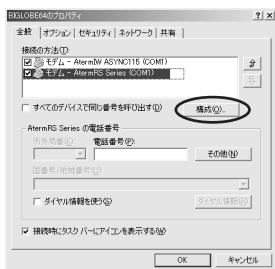 BIGLOBE64のプロパティ
全般 オプション セキュリティ ネットワーク 共有
接続の方法(T):
モデム - AtermIW ASYNC115 (COM1)
モデム - AtermRS Series (COM1)
すべてのデバイスで同じ番号を呼び出す(D)
構成(O)...
AtermRS Series の電話番号
市外局番(E): 電話番号(P):
その他(N)
国番号/地域番号(U):
ダイヤル情報を使う(S)
ダイヤル情報(R)
接続時にタスク バーにアイコンを表示する(W)
OK キャンセル